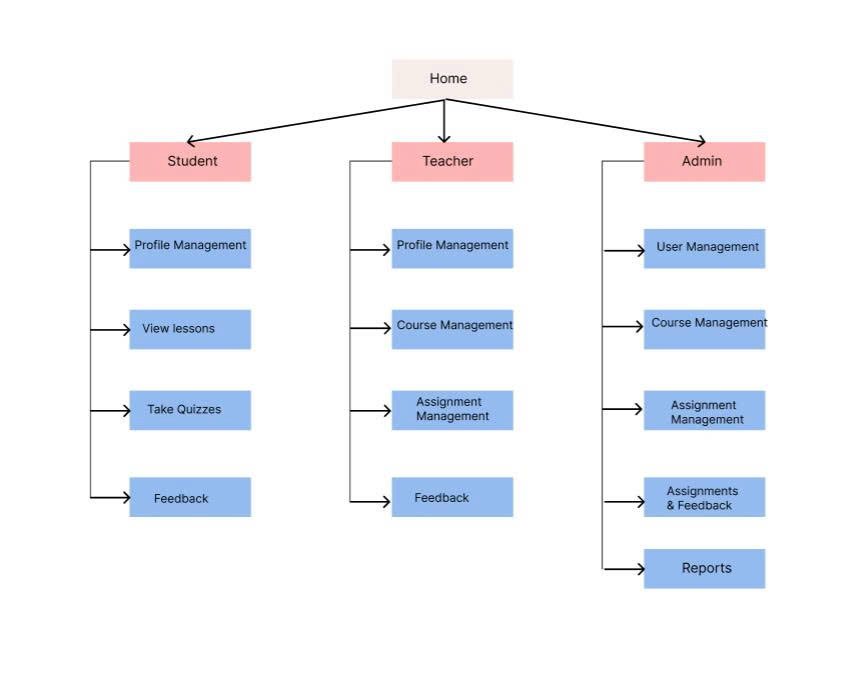 Home
Student
Teacher
Admin
Profile Management
Profile Management
User Management
View lessons
Course Management
Course Management
Take Quizzes
Assignment
Management
Assignment
Management
Feedback
Feedback
Assignments
& Feedback
Reports